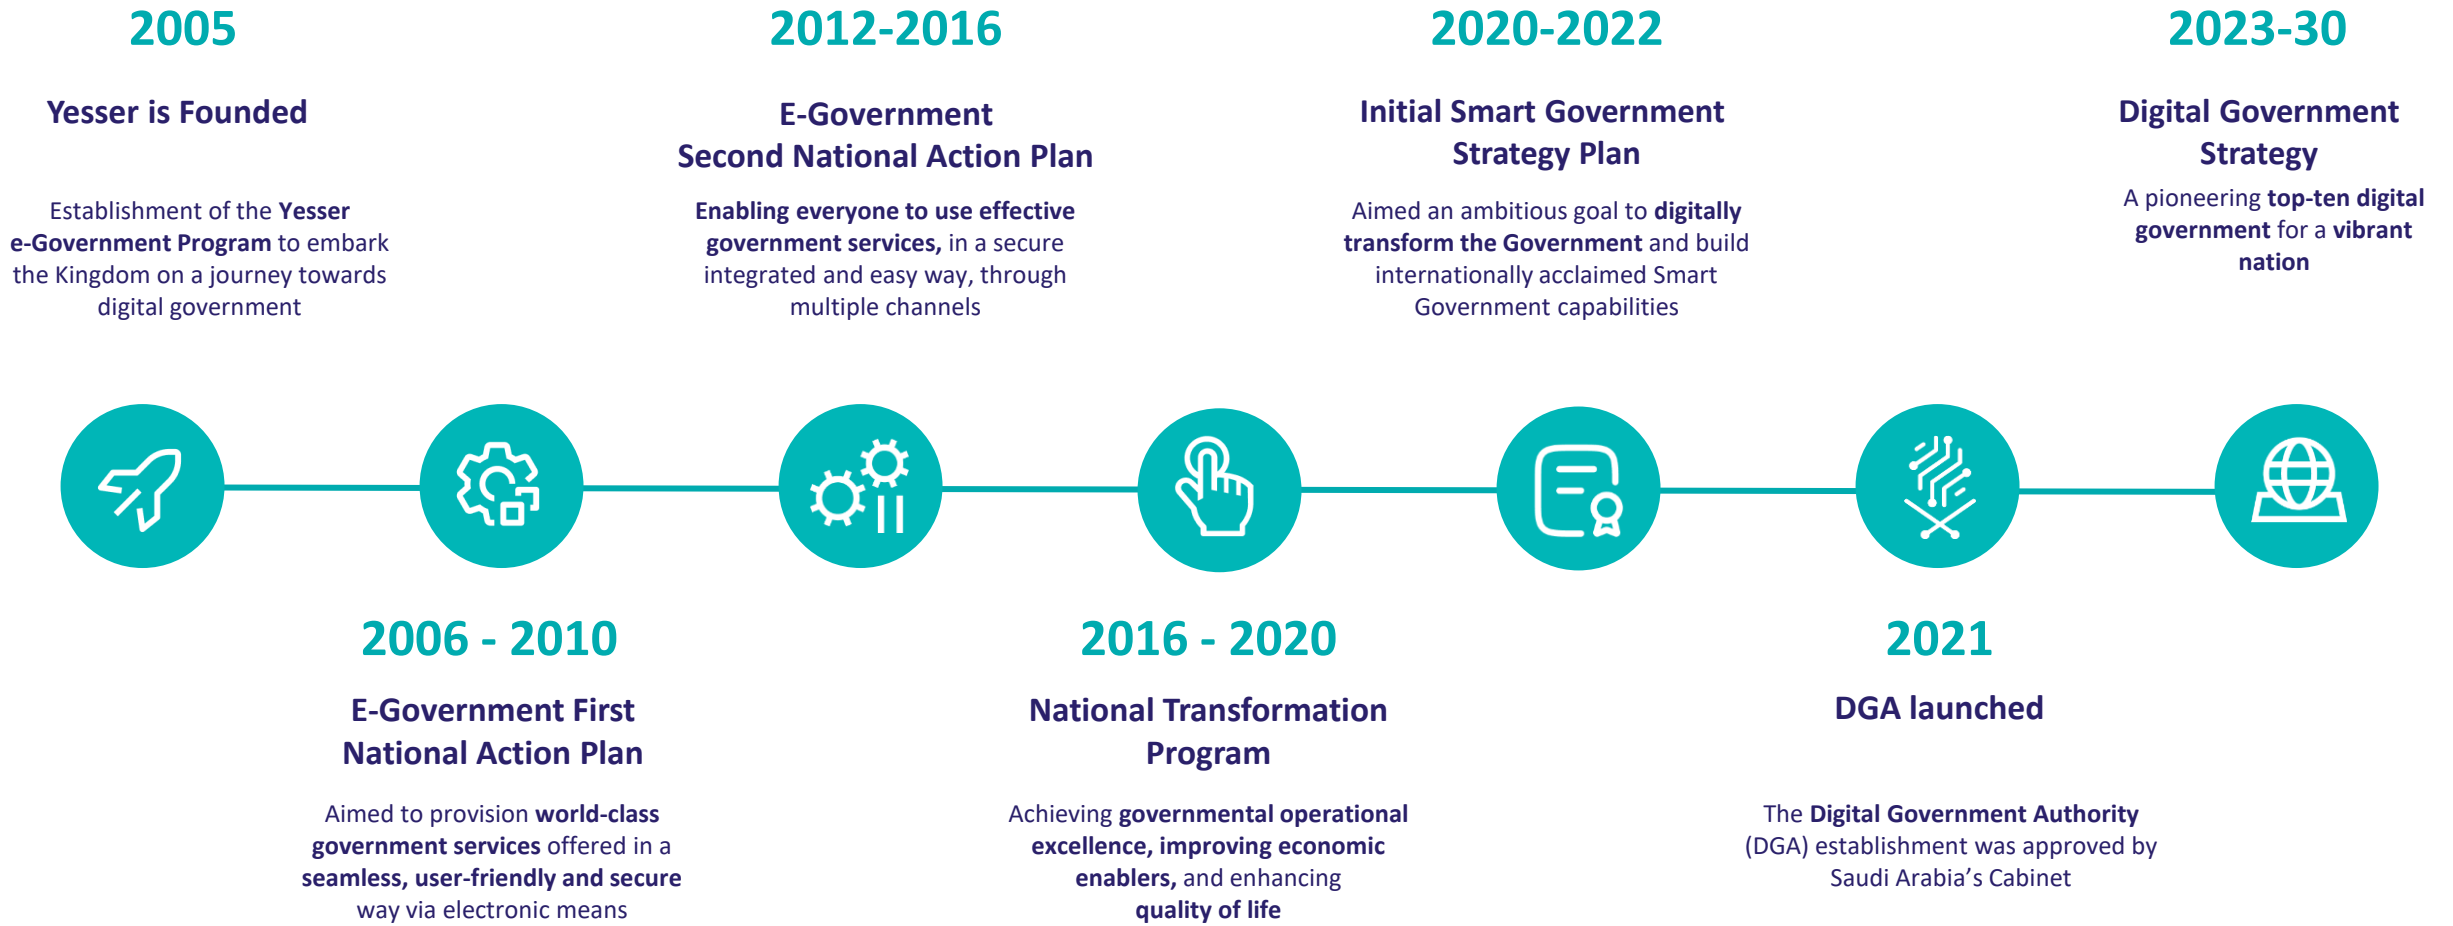 2005
Yesser is Founded
Establishment of the Yesser
e-Government Program to embark
the Kingdom on a journey towards
digital government
2006 - 2010
E-Government First
National Action Plan
Aimed to provision world-class
government services offered in a
seamless, user-friendly and secure
way via electronic means
2012-2016
E-Government
Second National Action Plan
Enabling everyone to use effective
government services, in a secure
integrated and easy way, through
multiple channels
2016 - 2020
National Transformation
Program
Achieving governmental operational
excellence, improving economic
enablers, and enhancing
quality of life
2020-2022
Initial Smart Government
Strategy Plan
Aimed an ambitious goal to digitally
transform the Government and build
internationally acclaimed Smart
Government capabilities
2021
DGA launched
The Digital Government Authority
(DGA) establishment was approved by
Saudi Arabia’s Cabinet
2023-30
Digital Government
Strategy
A pioneering top-ten digital
government for a vibrant
nation